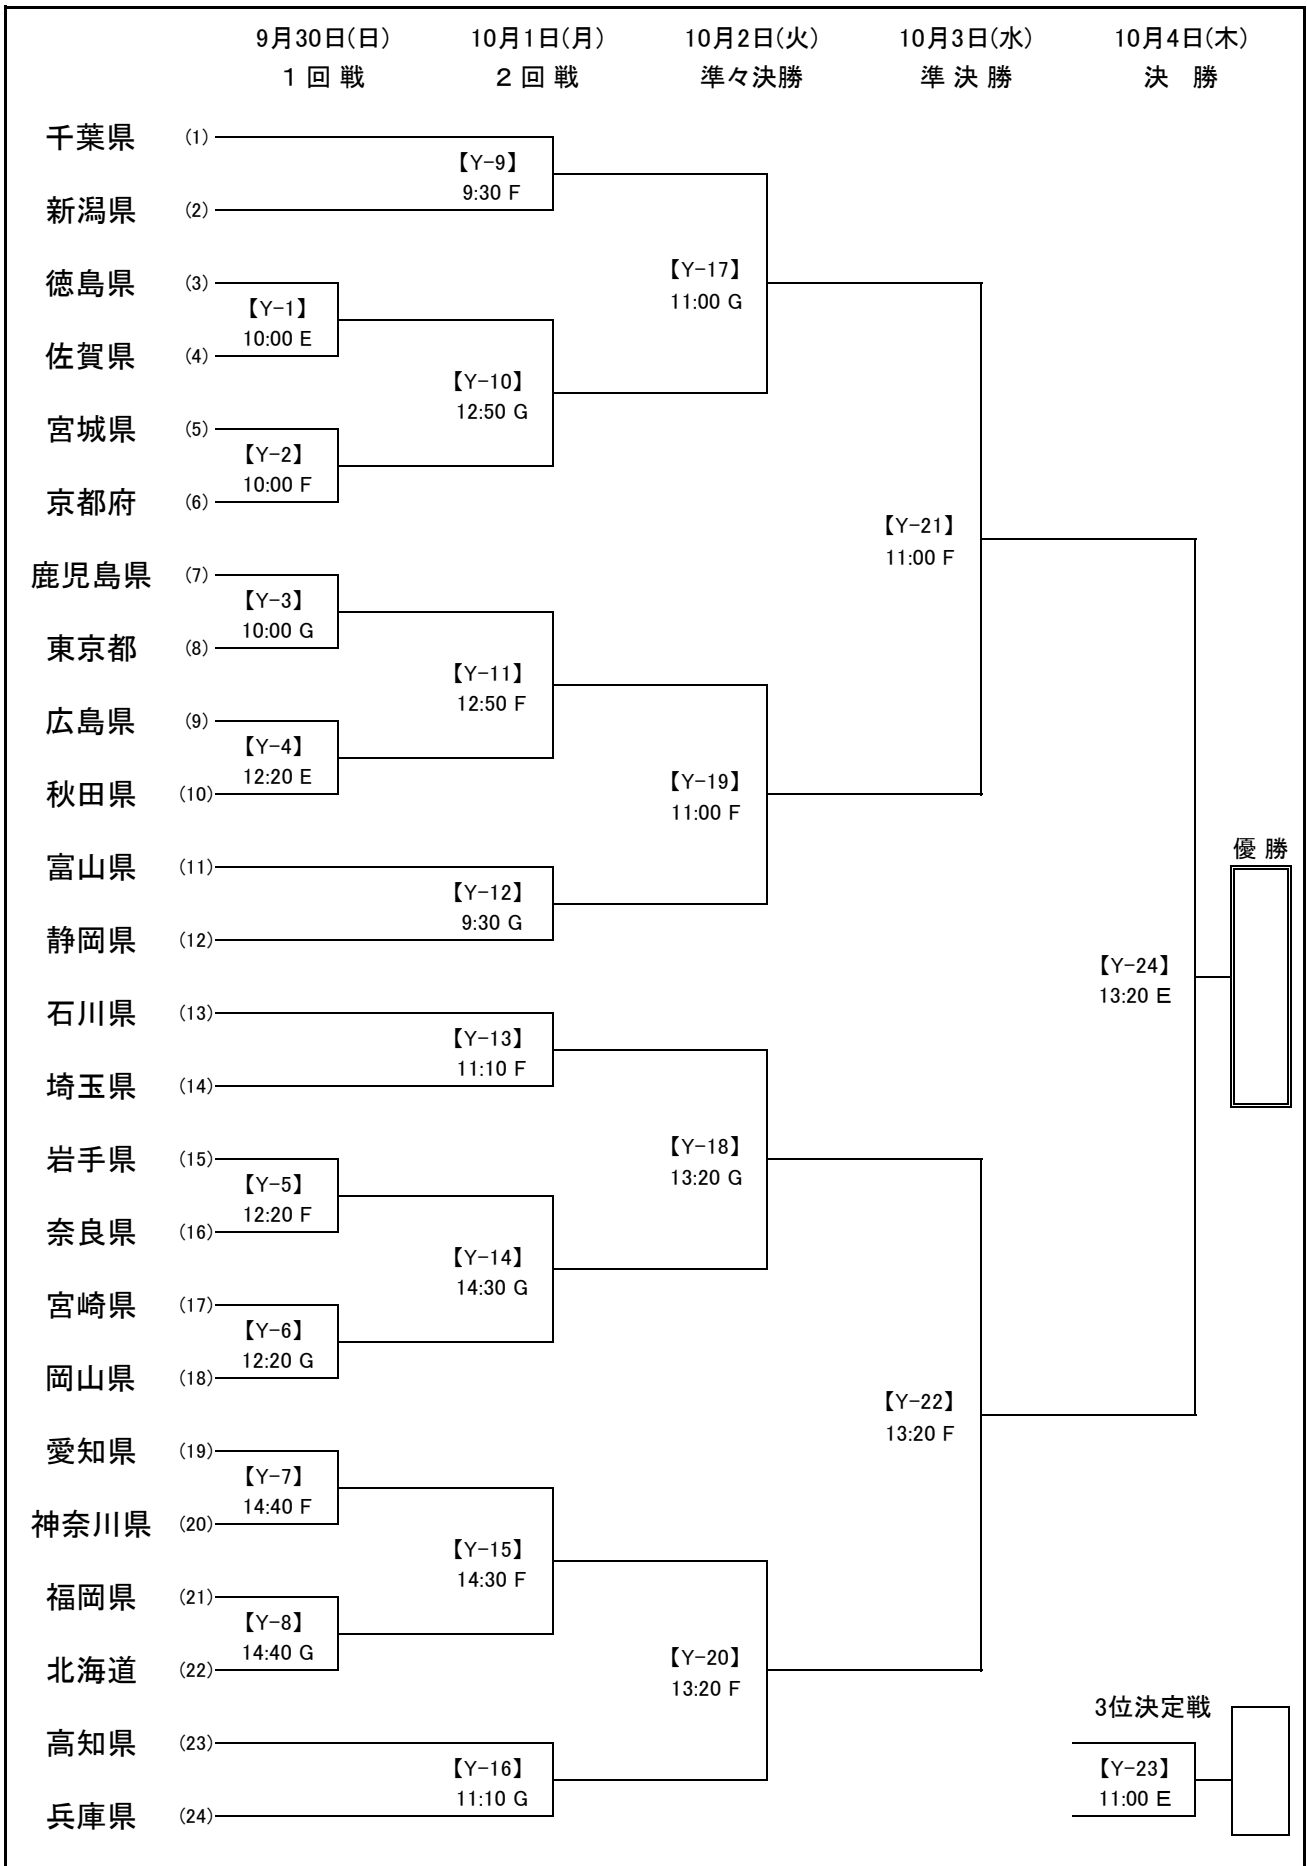 9月30日(日) 10月1日(月) 10月2日(火) 10月3日(水) 10月4日(木)
１ 回 戦 ２ 回 戦 準々決勝 準 決 勝 決　勝
千葉県 (1)
【Y-9】
9:30 F
新潟県 (2)
徳島県 (3)
【Y-17】
11:00 G
【Y-1】
10:00 E
佐賀県 (4)
【Y-10】
12:50 G
宮城県 (5)
【Y-2】
10:00 F
京都府 (6)
【Y-21】
11:00 F
鹿児島県 (7)
【Y-3】
10:00 G
東京都 (8)
【Y-11】
12:50 F
広島県 (9)
【Y-4】
12:20 E
秋田県 (10)
【Y-19】
11:00 F
優 勝
富山県 (11)
【Y-12】
9:30 G
静岡県 (12)
【Y-24】
13:20 E
石川県 (13)
【Y-13】
11:10 F
埼玉県 (14)
岩手県 (15)
【Y-18】
13:20 G
【Y-5】
12:20 F
奈良県 (16)
【Y-14】
14:30 G
宮崎県 (17)
【Y-6】
12:20 G
岡山県 (18)
【Y-22】
13:20 F
愛知県 (19)
【Y-7】
14:40 F
神奈川県 (20)
【Y-15】
14:30 F
福岡県 (21)
【Y-8】
14:40 G
北海道 (22)
【Y-20】
13:20 F
3位決定戦
高知県 (23)
【Y-16】
11:10 G
【Y-23】
11:00 E
兵庫県 (24)